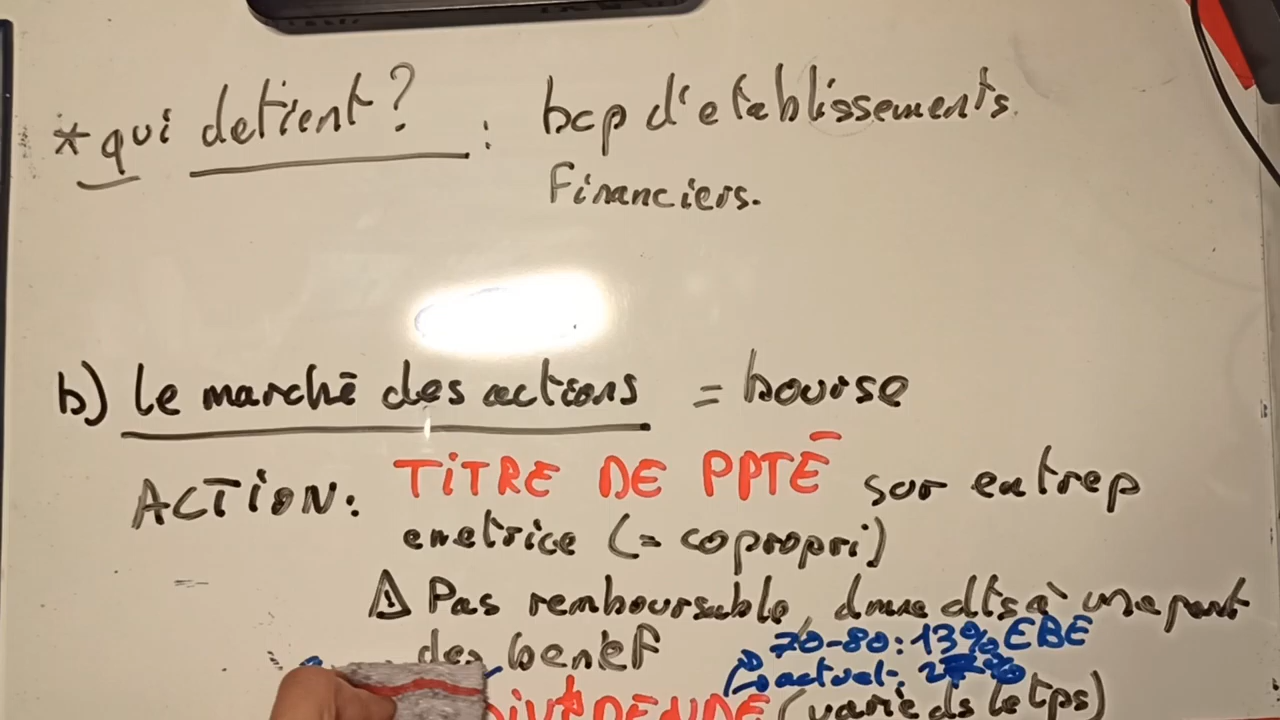 * qui detient ? : bcp d'etablissements
Financiers.
b) le marché des actions = bourse
ACTION: TITRE DE PPTÉ sur entrep
emetrice (= copropri)
⚠ Pas remboursable, donne dts à une part
des benef
70-80: 13% EBE
actuel:
DIVIDENDE (varie ds le tps)